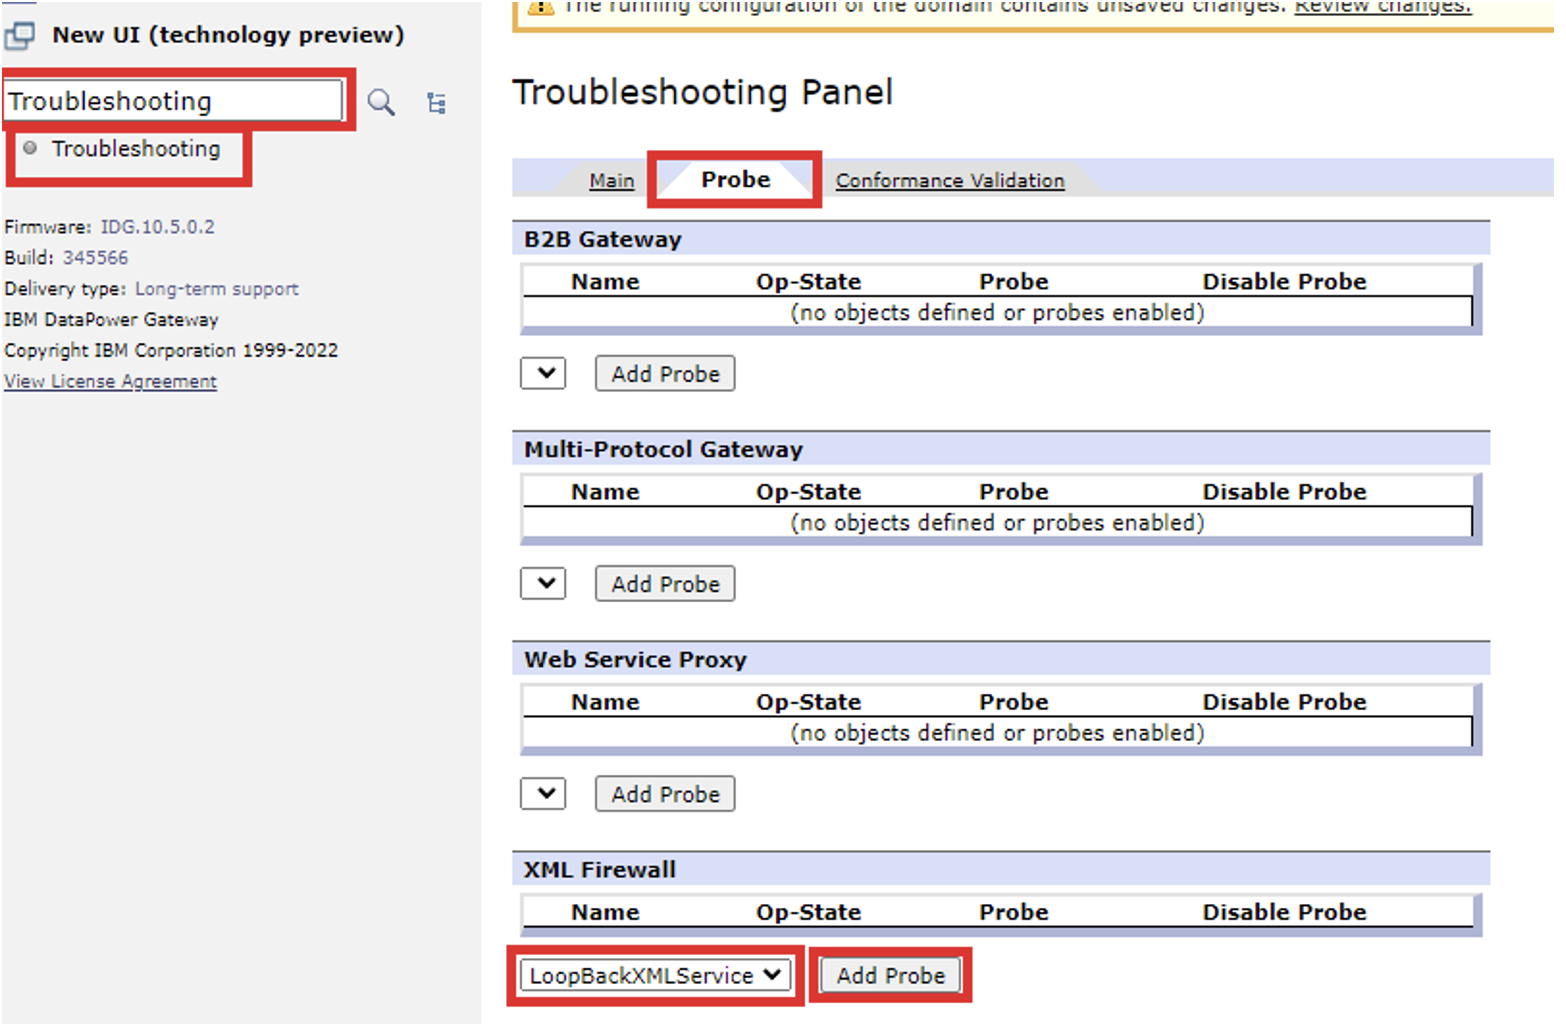 New UI (technology preview)
Troubleshooting
Troubleshooting
Firmware: IDG.10.5.0.2
Build: 345566
Delivery type: Long-term support
IBM DataPower Gateway
Copyright IBM Corporation 1999-2022
View License Agreement
The running configuration of the domain contains unsaved changes. Review changes.
Troubleshooting Panel
Main Probe Conformance Validation
B2B Gateway
Name Op-State Probe Disable Probe
(no objects defined or probes enabled)
Add Probe
Multi-Protocol Gateway
Name Op-State Probe Disable Probe
(no objects defined or probes enabled)
Add Probe
Web Service Proxy
Name Op-State Probe Disable Probe
(no objects defined or probes enabled)
Add Probe
XML Firewall
Name Op-State Probe Disable Probe
LoopBackXMLService Add Probe